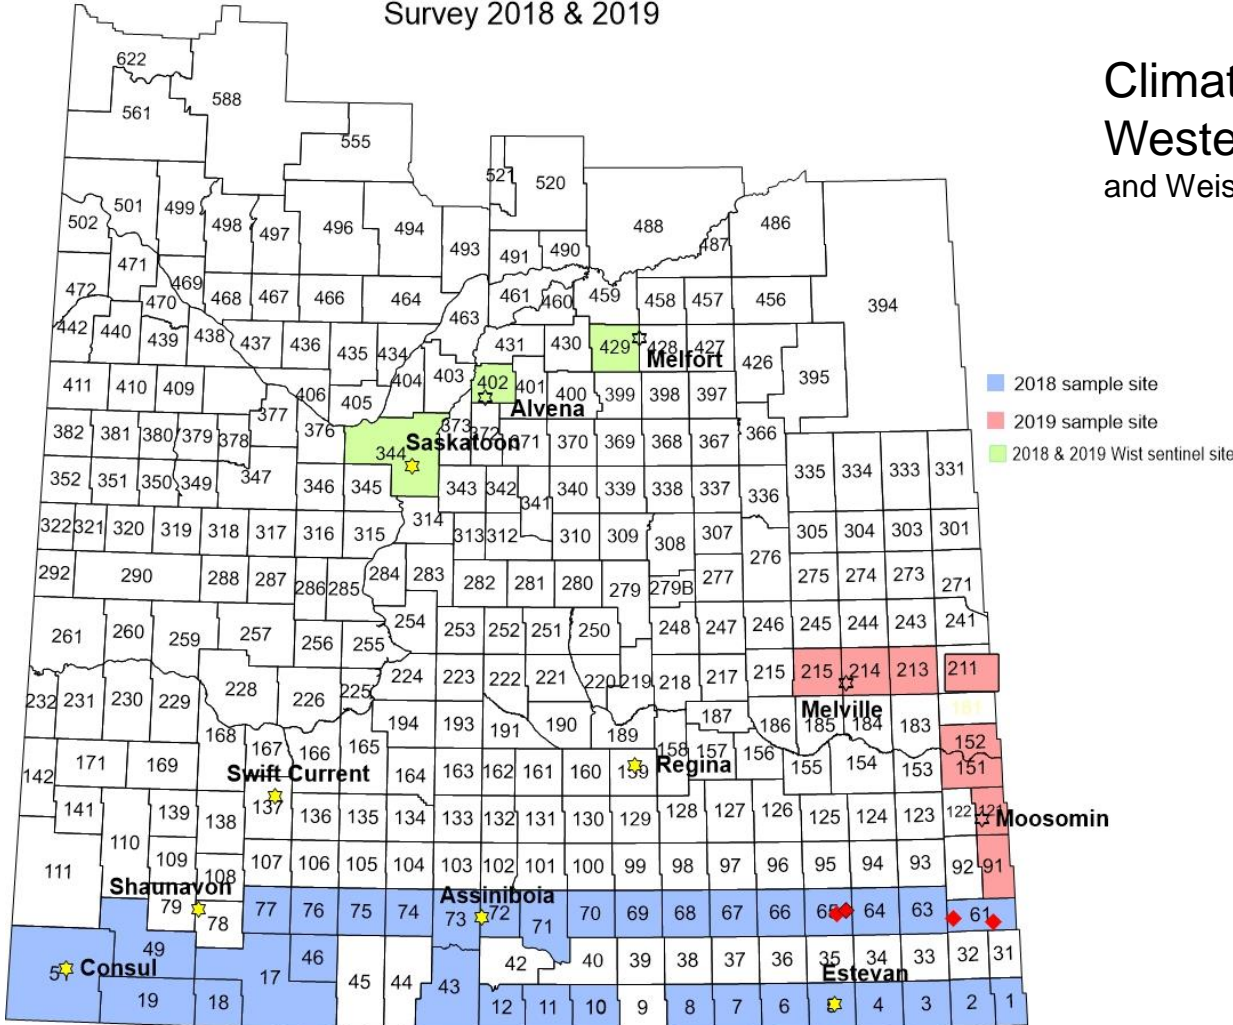 Survey 2018 & 2019
Climat
Weste
and Weis
622
588
561
555
521 520
501 499
502 498 497 496 494 488 486
487
493 491 490
471
472 469
470 468 467 466 464 461 460 459 458 457 456 394
463
442 440 439 438 437 436 435 434 431 430 429 428 427
Melfort
426 395
411 410 409 406 405 404 403 402 401 400 399 398 397
Alvena
377
382 381 380 379 378 376 373 372 371 370 369 368 367 366
Saskatoon
344
352 351 350 349 347 346 345 343 342 341 340 339 338 337 336 335 334 333 331
322 321 320 319 318 317 316 315 314 313 312 310 309 308 307 305 304 303 301
276
292 290 288 287 286 285 284 283 282 281 280 279 279B 277 275 274 273 271
261 260 259 257 256 255 254 253 252 251 250 248 247 246 245 244 243 241
232 231 230 229 228 226 225 224 223 222 221 220 219 218 217 215 215 214 213 211
Melville
181
168 167 166 165 194 193 191 190 189 187 186 185 184 183
158 157 156 155 154 153 152
151
142 171 169 164 163 162 161 160 159
Swift Current
Regina
141 139 138 137 136 135 134 133 132 131 130 129 128 127 126 125 124 123 122 121
Moosomin
111 110 109 108 107 106 105 104 103 102 101 100 99 98 97 96 95 94 93 92 91
Shaunavon
Assiniboia
79 78 77 76 75 74 73 72 71 70 69 68 67 66 65 64 63 61
49 46 45 44 43 42 40 39 38 37 36 35 34 33 32 31
Estevan
Consul
5 19 18 17 12 11 10 9 8 7 6 4 3 2 1
2018 sample site
2019 sample site
2018 & 2019 Wist sentinel site